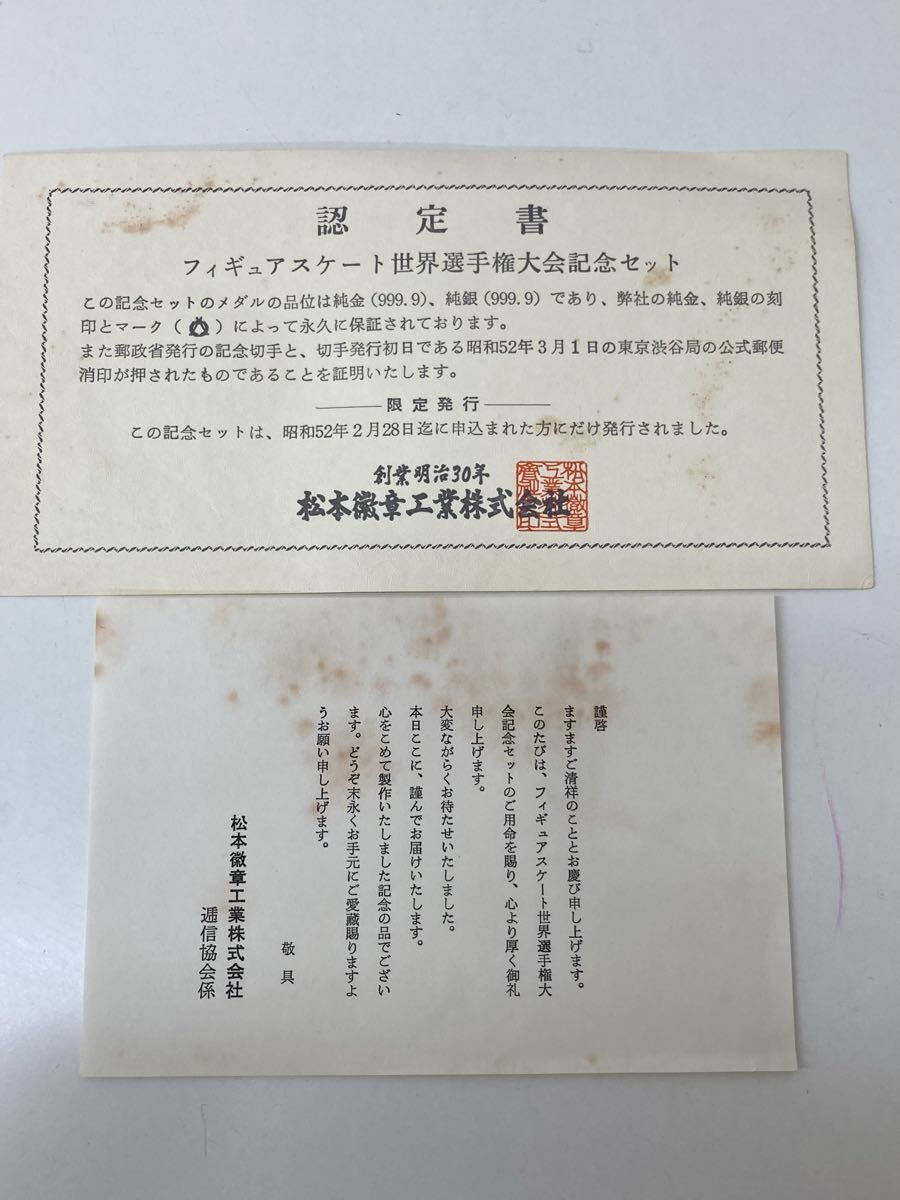 認定書
フィギュアスケート世界選手権大会記念セット
この記念セットのメダルの品位は純金(999.9)、純銀(999.9)であり、弊社の純金、純銀の刻
印とマーク()によって永久に保証されております。
また郵政省発行の記念切手と、切手発行初日である昭和52年3月1日の東京渋谷局の公式郵便
消印が押されたものであることを証明いたします。
限定発行
この記念セットは、昭和52年2月28日迄に申込まれた方にだけ発行されました。
創業明治30年
松本徽章工業株式会社
謹啓
ますますご清祥のこととお慶び申し上げます。
このたびは、フィギュアスケート世界選手権大
会記念セットのご用命を賜り、心より厚く御礼
申し上げます。
大変ながらくお待たせいたしました。
本日ここに、謹んでお届けいたします。
心をこめて製作いたしました記念の品でござい
ます。どうぞ末永くお手元にご愛蔵賜りますよ
うお願い申し上げます。
敬具
松本徽章工業株式会社
逓信協会係